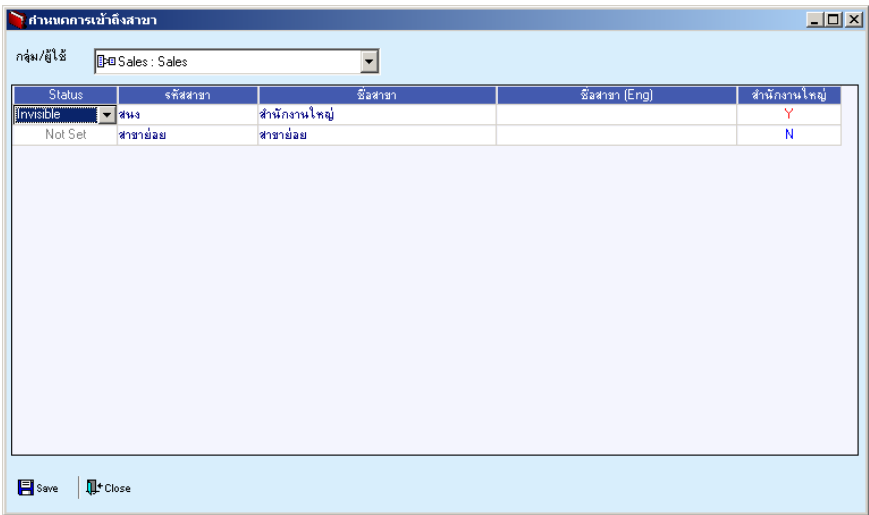 กำหนดการเข้าถึงสาขา
กลุ่ม/ผู้ใช้ Sales : Sales
Status รหัสสาขา ชื่อสาขา ชื่อสาขา (Eng) สำนักงานใหญ่
Invisible สนง สำนักงานใหญ่ Y
Not Set สาขาย่อย สาขาย่อย N
Save Close